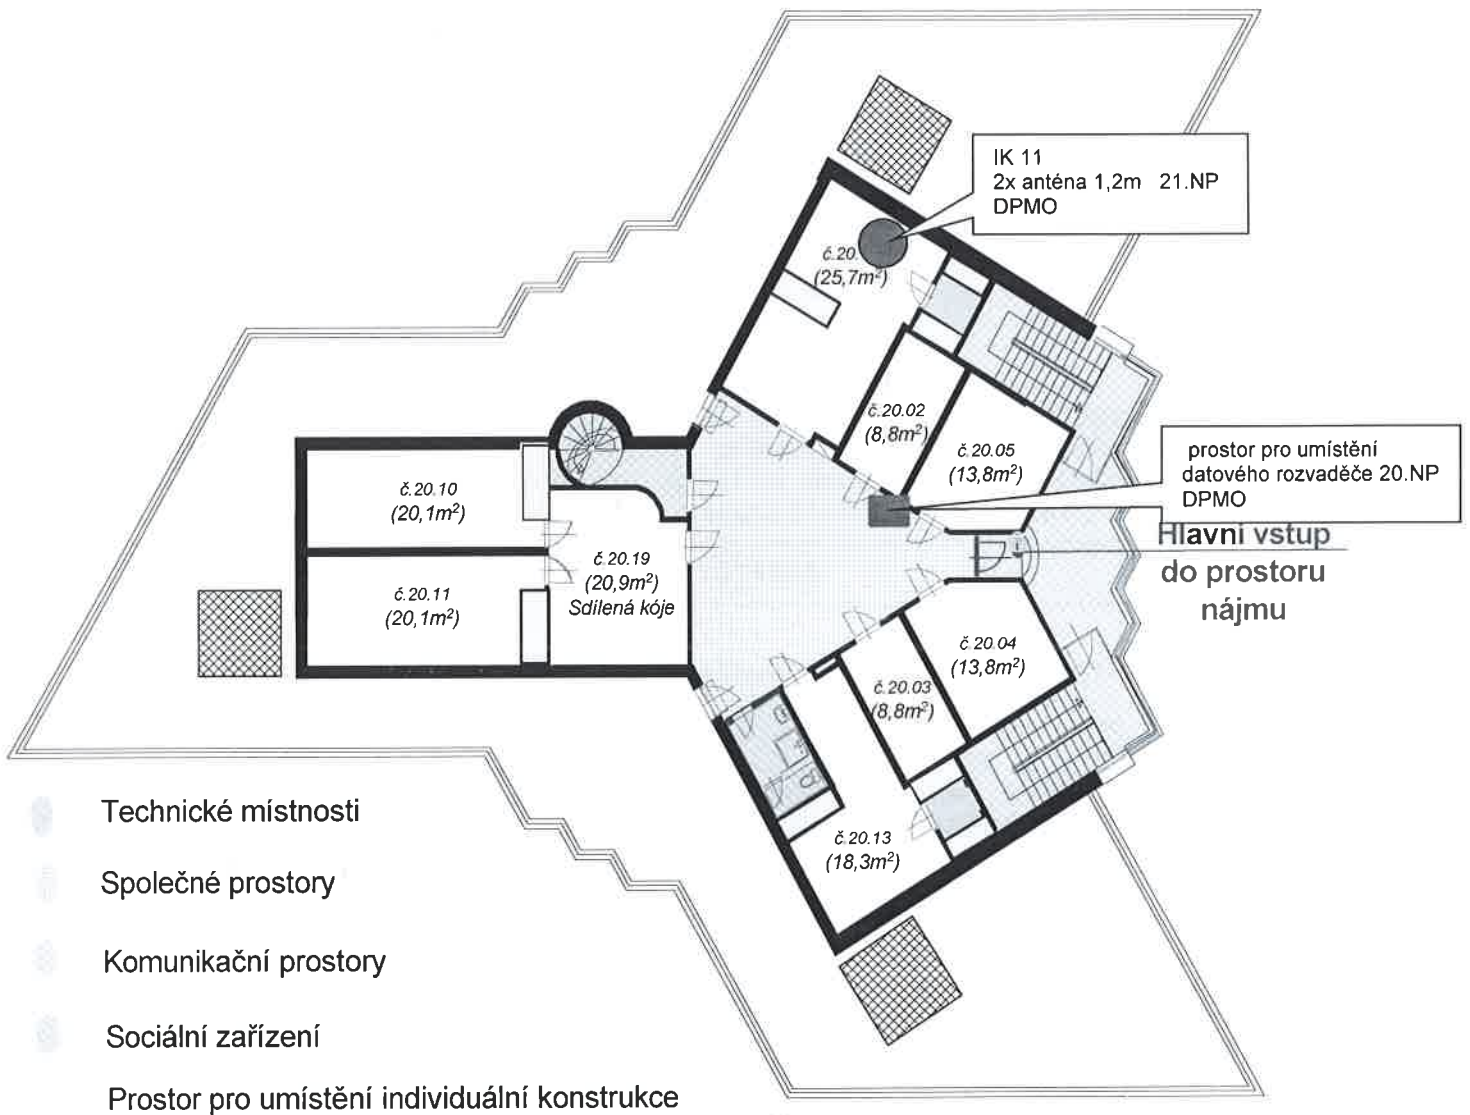 IK 11
2x anténa 1,2m 21.NP
DPMO
č.20.
(25,7m²)
č.20.02
(8,8m²)
č.20.05
(13,8m²)
prostor pro umístění
datového rozvaděče 20.NP
DPMO
Hlavní vstup
do prostoru
nájmu
č.20.10
(20,1m²)
č.20.19
(20,9m²)
Sdílená kóje
č.20.11
(20,1m²)
č.20.04
(13,8m²)
č.20.03
(8,8m²)
č.20.13
(18,3m²)
Technické místnosti
Společné prostory
Komunikační prostory
Sociální zařízení
Prostor pro umístění individuální konstrukce